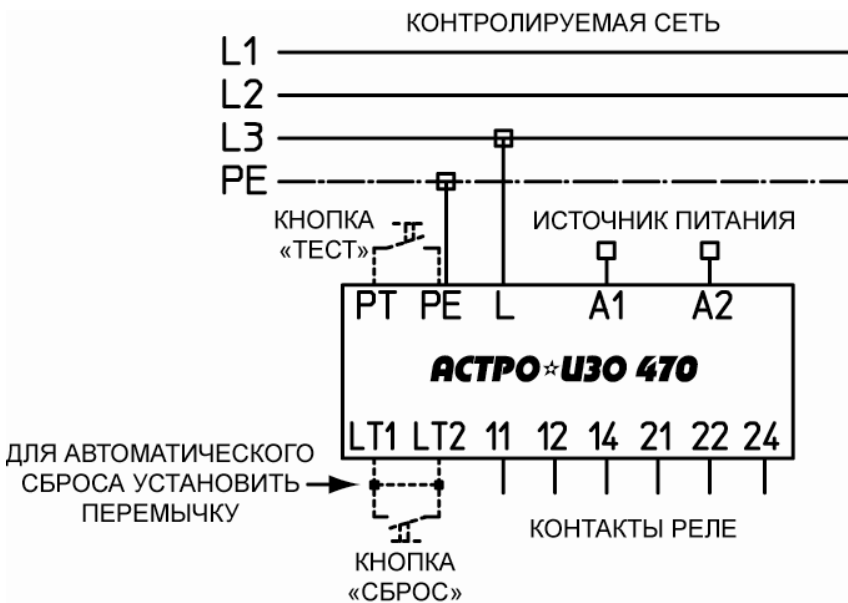 КОНТРОЛИРУЕМАЯ СЕТЬ
L1
L2
L3
PE
КНОПКА
«ТЕСТ»
ИСТОЧНИК ПИТАНИЯ
PT PE L A1 A2
АСТРО☆ИЗО 470
LT1 LT2 11 12 14 21 22 24
ДЛЯ АВТОМАТИЧЕСКОГО
СБРОСА УСТАНОВИТЬ
ПЕРЕМЫЧКУ
КОНТАКТЫ РЕЛЕ
КНОПКА
«СБРОС»